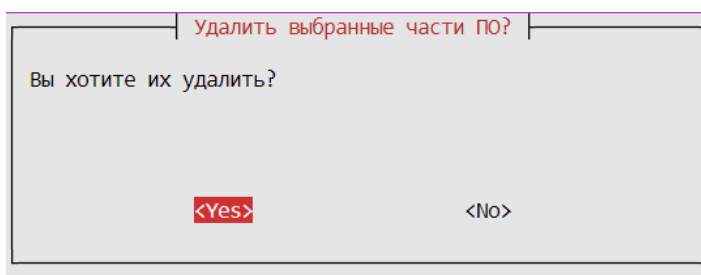 Удалить выбранные части ПО?
Вы хотите их удалить?
<Yes> <No>